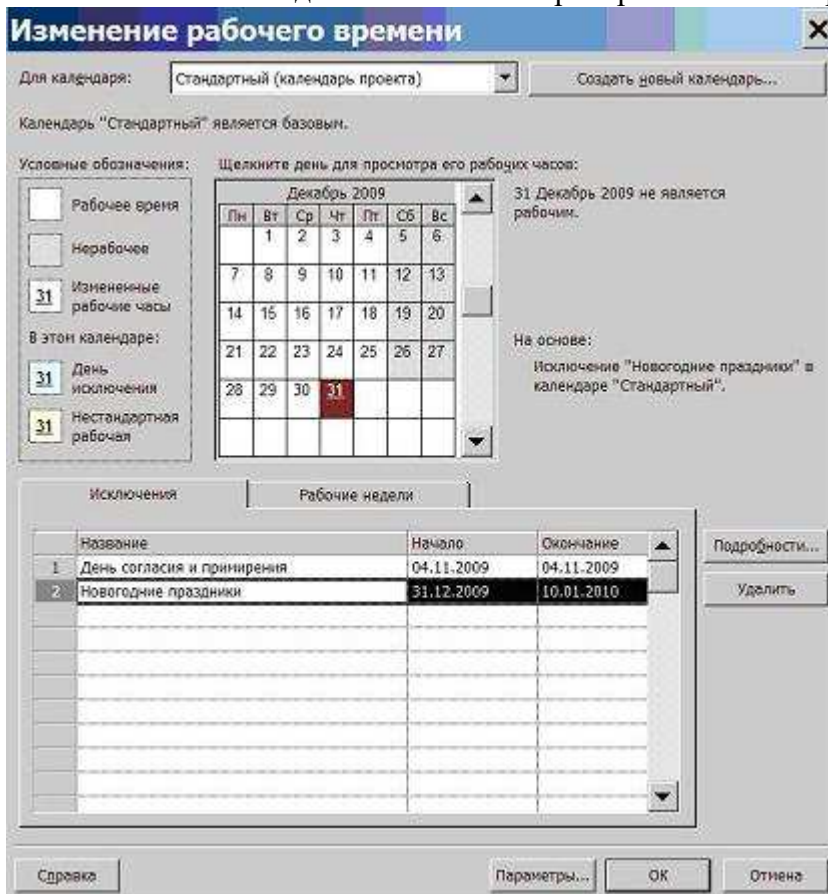 Изменение рабочего времени
Для календаря: Стандартный (календарь проекта) Создать новый календарь...
Календарь "Стандартный" является базовым.
Условные обозначения: Щелкните день для просмотра его рабочих часов:
Рабочее время
Нерабочее
31 Измененные рабочие часы
В этом календаре:
31 День исключения
31 Нестандартная рабочая
Декабрь 2009
Пн Вт Ср Чт Пт Сб Вс
1 2 3 4 5 6
7 8 9 10 11 12 13
14 15 16 17 18 19 20
21 22 23 24 25 26 27
28 29 30 31
31 Декабрь 2009 не является
рабочим.
На основе:
Исключение "Новогодние праздники" в
календаре "Стандартный".
Исключения Рабочие недели
Название Начало Окончание
1 День согласия и примирения 04.11.2009 04.11.2009
2 Новогодние праздники 31.12.2009 10.01.2010
Подробности...
Удалить
Справка Параметры... ОК Отмена